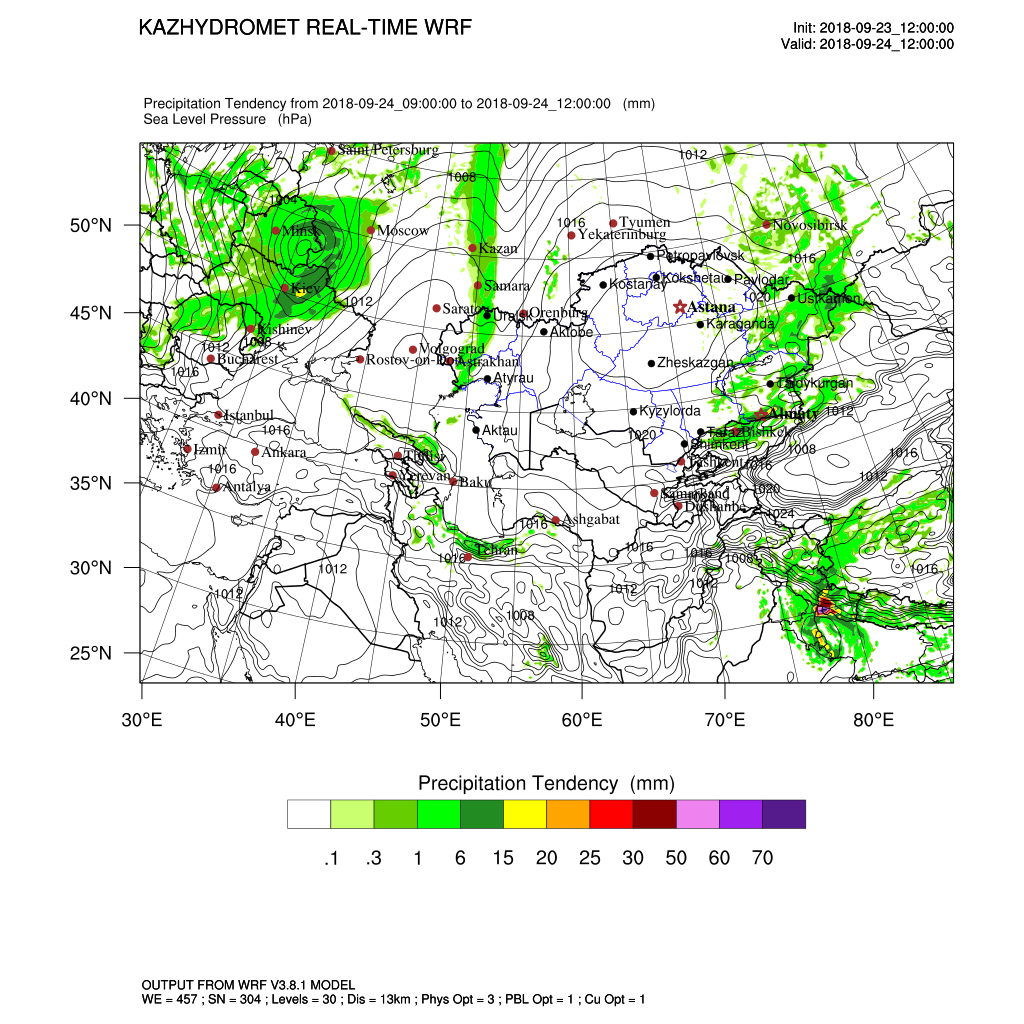 KAZHYDROMET REAL-TIME WRF
Init: 2018-09-23_12:00:00
Valid: 2018-09-24_12:00:00
Precipitation Tendency from 2018-09-24_09:00:00 to 2018-09-24_12:00:00 (mm)
Sea Level Pressure (hPa)
Saint Petersburg
1012
1008
1004
50°N
1016
Tyumen
Novosibirsk
Minsk
Moscow
Yekaterinburg
Kazan
Petropavlovsk
1016
Kokshetau
Pavlodar
Kiev
Samara
Kostanay
1020
Ustkamen
1012
45°N
Saratov
Uralsk
Orenburg
Astana
Kishinev
Aktobe
Karaganda
1008
1012
Volgograd
Bucharest
Rostov-on-Don
Astrakhan
Zheskazgan
1016
Atyrau
Taldykurgan
40°N
Istanbul
Kyzylorda
Almaty
1012
1016
Aktau
1020
Taraz
Bishkek
Izmir
Ankara
Shimkent
1008
1016
Tbilisi
Tashkent
1016
1016
Yerevan
1012
35°N
Antalya
Baku
1020
Samarkand
Dushanbe
1024
1016
Ashgabat
Tehran
1016
1016
1016
1008
30°N
1012
1016
1012
1012
1012
1008
1012
25°N
30°E
40°E
50°E
60°E
70°E
80°E
Precipitation Tendency (mm)
.1 .3 1 6 15 20 25 30 50 60 70
OUTPUT FROM WRF V3.8.1 MODEL
WE = 457 ; SN = 304 ; Levels = 30 ; Dis = 13km ; Phys Opt = 3 ; PBL Opt = 1 ; Cu Opt = 1